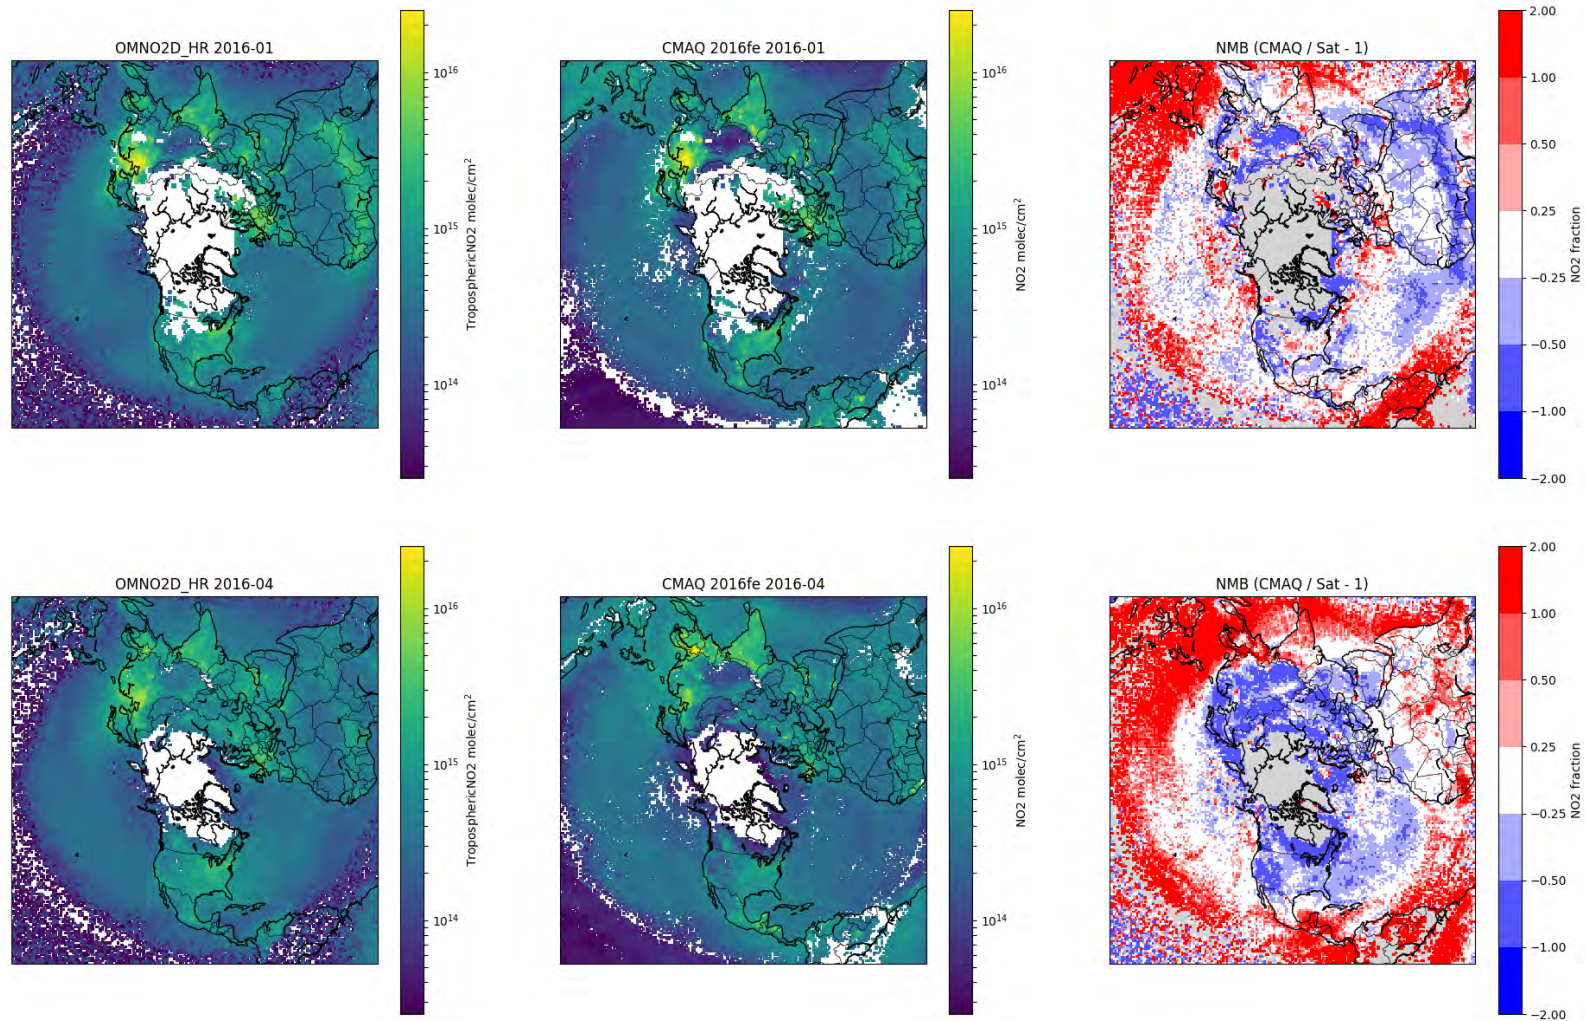 OMNO2D_HR 2016-01
10^16
10^15
10^14
TroposphericNO2 molec/cm^2
CMAQ 2016fe 2016-01
10^16
10^15
10^14
NO2 molec/cm^2
NMB (CMAQ / Sat - 1)
2.00
1.00
0.50
0.25
−0.25
−0.50
−1.00
−2.00
NO2 fraction
OMNO2D_HR 2016-04
10^16
10^15
10^14
TroposphericNO2 molec/cm^2
CMAQ 2016fe 2016-04
10^16
10^15
10^14
NO2 molec/cm^2
NMB (CMAQ / Sat - 1)
2.00
1.00
0.50
0.25
−0.25
−0.50
−1.00
−2.00
NO2 fraction